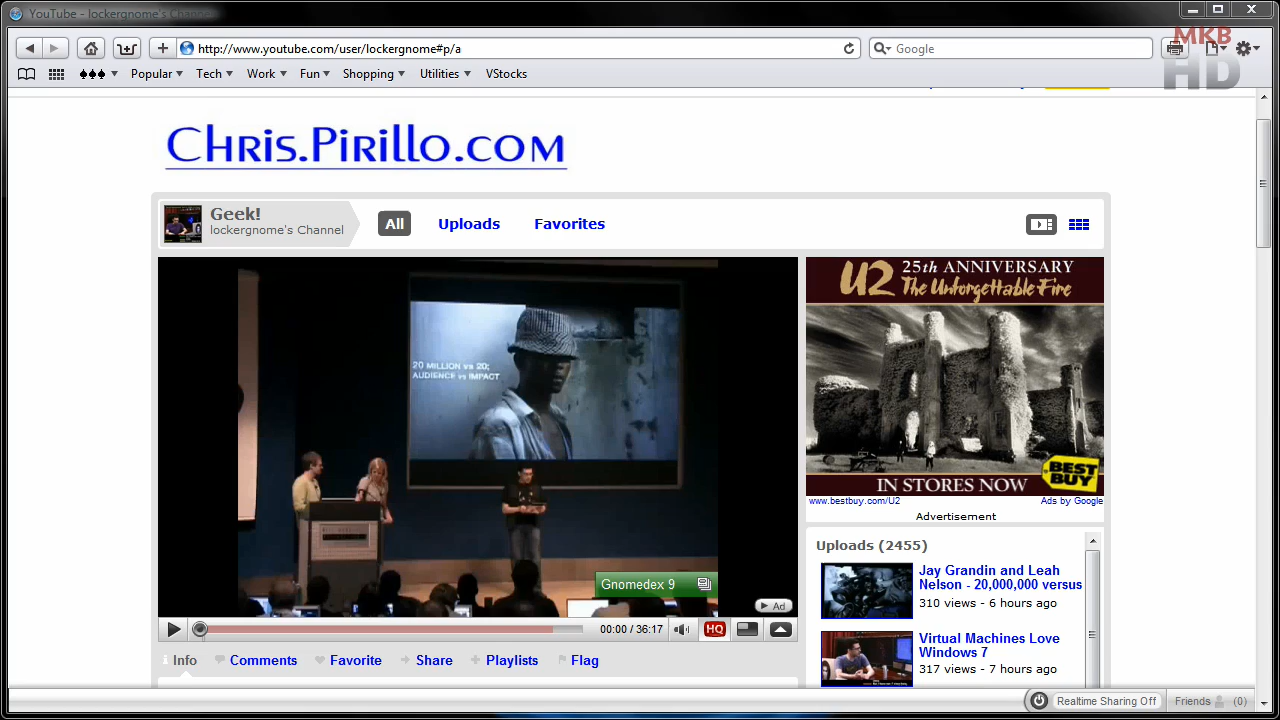 YouTube - lockergnome's Channel
http://www.youtube.com/user/lockergnome#p/a
Google
MKB
HD
Popular
Tech
Work
Fun
Shopping
Utilities
VStocks
Chris.Pirillo.com
Geek!
lockergnome's Channel
All
Uploads
Favorites
20 MILLION vs 20;
AUDIENCE vs IMPACT
Gnomedex 9
Ad
00:00 / 36:17
HQ
Info
Comments
Favorite
Share
Playlists
Flag
U2
25th ANNIVERSARY
The Unforgettable Fire
BEST
BUY
IN STORES NOW
www.bestbuy.com/U2
Ads by Google
Advertisement
Uploads (2455)
Jay Grandin and Leah
Nelson - 20,000,000 versus
310 views - 6 hours ago
Virtual Machines Love
Windows 7
317 views - 7 hours ago
Realtime Sharing Off
Friends
(0)